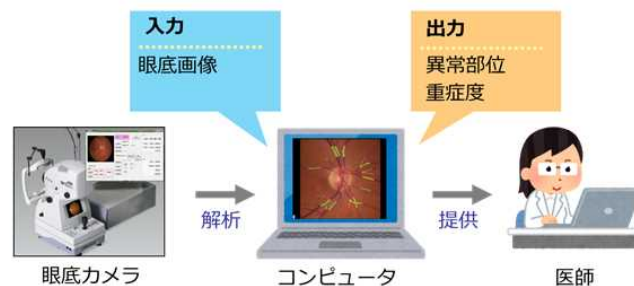 入力
眼底画像
出力
異常部位
重症度
解析
提供
眼底カメラ
コンピュータ
医師